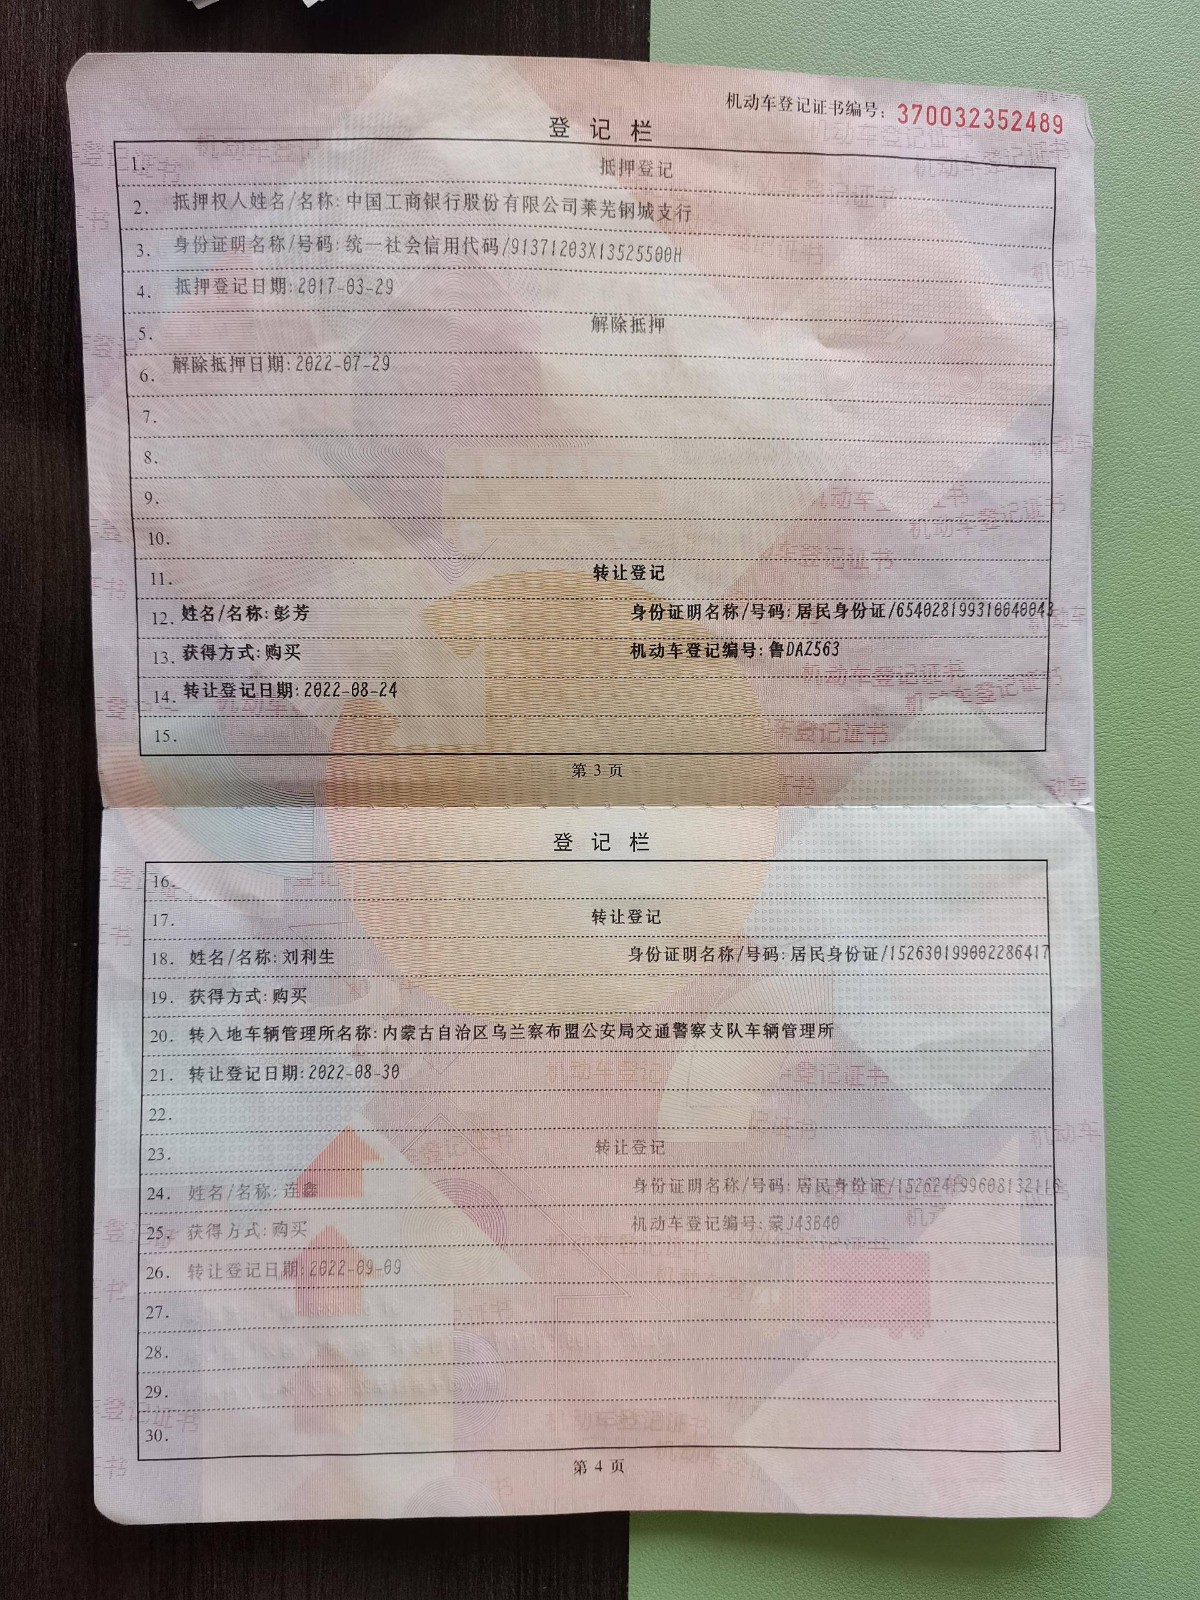 机动车登记证书编号：370032352489
登记栏
1. 抵押登记
2. 抵押权人姓名/名称:中国工商银行股份有限公司莱芜钢城支行
3. 身份证明名称/号码:统一社会信用代码/91371203X13525500H
4. 抵押登记日期:2017-03-29
5. 解除抵押
6. 解除抵押日期:2022-07-29
7.
8.
9.
10.
11. 转让登记
12. 姓名/名称:彭芳 身份证明名称/号码:居民身份证/654028199310040043
13. 获得方式:购买 机动车登记编号:鲁DAZ563
14. 转让登记日期:2022-08-24
15.
第 3 页
登记栏
16.
17. 转让登记
18. 姓名/名称:刘利生 身份证明名称/号码:居民身份证/152630199002286417
19. 获得方式:购买
20. 转入地车辆管理所名称:内蒙古自治区乌兰察布盟公安局交通警察支队车辆管理所
21. 转让登记日期:2022-08-30
22.
23. 转让登记
24. 姓名/名称:连鑫 身份证明名称/号码:居民身份证/152624199608132116
25. 获得方式:购买 机动车登记编号:蒙J43B40
26. 转让登记日期:2022-09-09
27.
28.
29.
30.
第 4 页